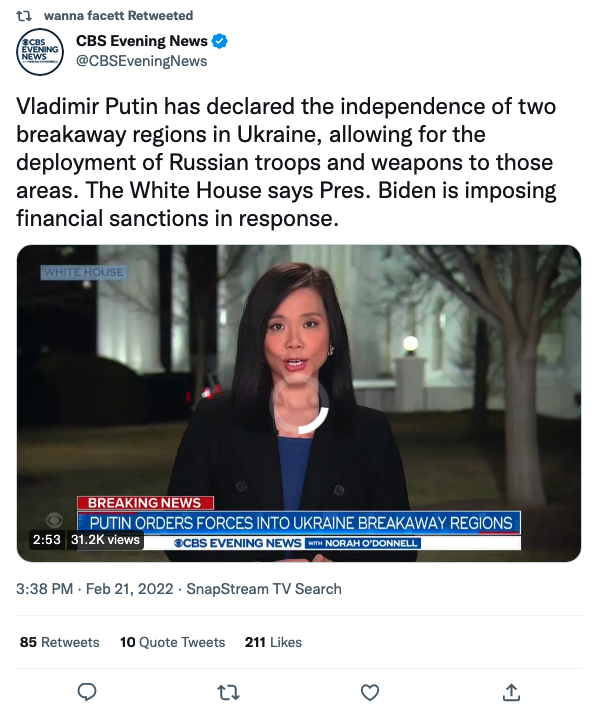 wanna facett Retweeted
CBS
EVENING
NEWS
CBS Evening News
@CBSEveningNews
Vladimir Putin has declared the independence of two
breakaway regions in Ukraine, allowing for the
deployment of Russian troops and weapons to those
areas. The White House says Pres. Biden is imposing
financial sanctions in response.
WHITE HOUSE
BREAKING NEWS
PUTIN ORDERS FORCES INTO UKRAINE BREAKAWAY REGIONS
2:53 31.2K views
CBS EVENING NEWS WITH NORAH O'DONNELL
3:38 PM · Feb 21, 2022 · SnapStream TV Search
85 Retweets 10 Quote Tweets 211 Likes